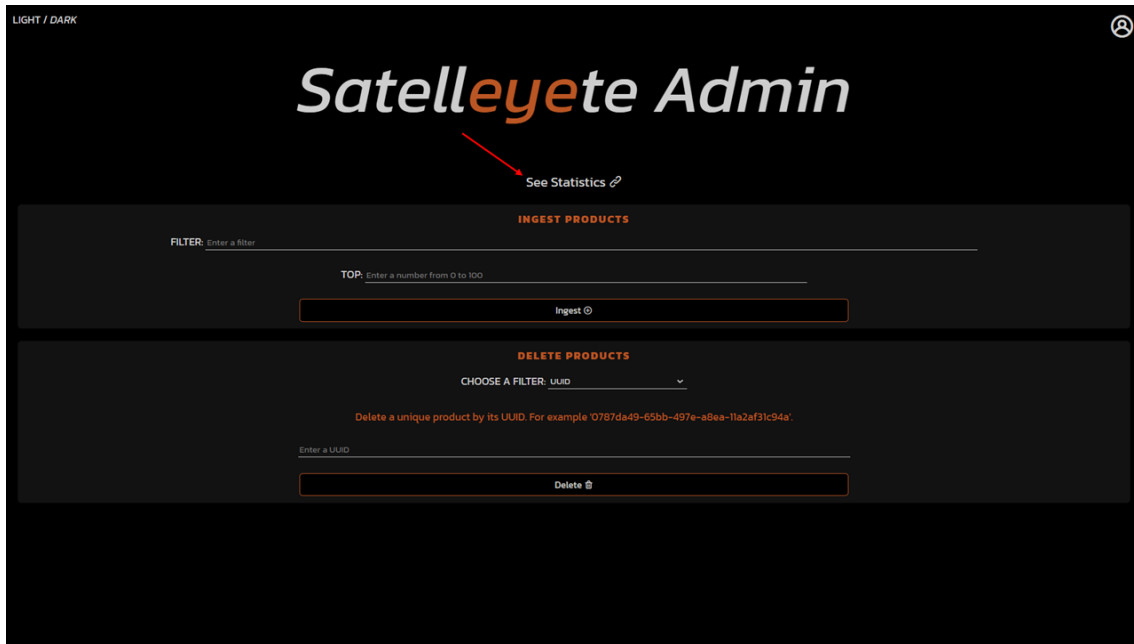 LIGHT / DARK
Satelleyete Admin
See Statistics
INGEST PRODUCTS
FILTER: Enter a filter
TOP: Enter a number from 0 to 100
Ingest
DELETE PRODUCTS
CHOOSE A FILTER: UUID
Delete a unique product by its UUID. For example '0787da49-65bb-497e-a8ea-11a2af31c94a'.
Enter a UUID
Delete